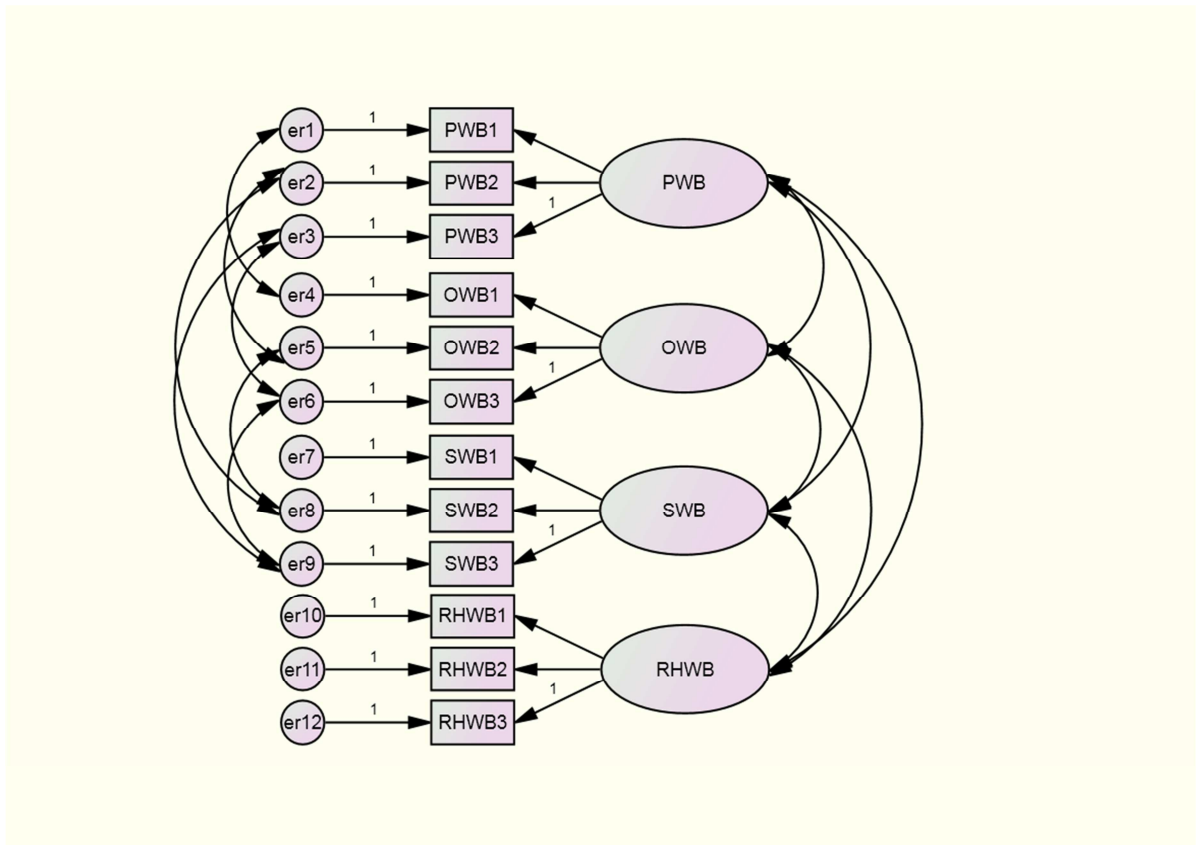 er1 1 PWB1
er2 1 PWB2 PWB
er3 1 PWB3 1
er4 1 OWB1
er5 1 OWB2 OWB
er6 1 OWB3 1
er7 1 SWB1
er8 1 SWB2 SWB
er9 1 SWB3 1
er10 1 RHWB1
er11 1 RHWB2 RHWB
er12 1 RHWB3 1